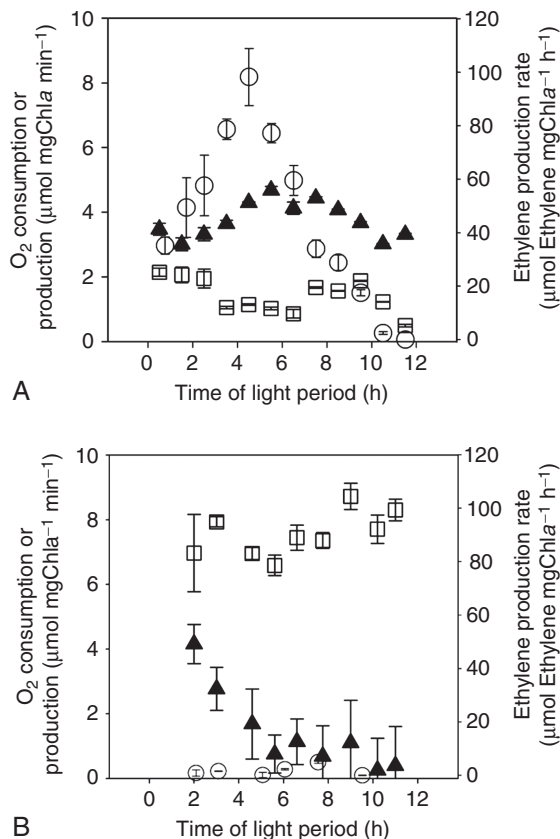 10
8
6
4
2
0
120
100
80
60
40
20
0
O₂ consumption or
production (μmol mgChla min⁻¹)
Ethylene production rate
(μmol Ethylene mgChla⁻¹ h⁻¹)
0 2 4 6 8 10 12
Time of light period (h)
A
10
8
6
4
2
0
120
100
80
60
40
20
0
O₂ consumption or
production (μmol mgChla⁻¹ min⁻¹)
Ethylene production rate
(μmol Ethylene mgChla⁻¹ h⁻¹)
0 2 4 6 8 10 12
Time of light period (h)
B